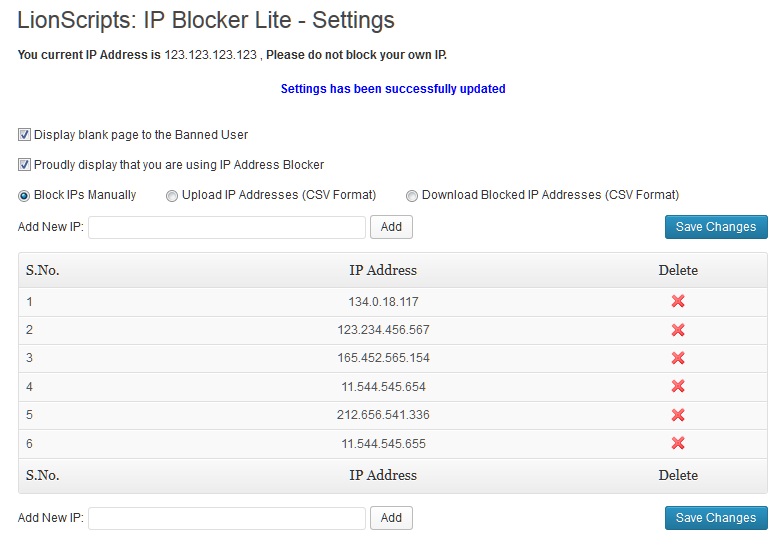 LionScripts: IP Blocker Lite - Settings
You current IP Address is 123.123.123.123 , Please do not block your own IP.
Settings has been successfully updated
Display blank page to the Banned User
Proudly display that you are using IP Address Blocker
Block IPs Manually Upload IP Addresses (CSV Format) Download Blocked IP Addresses (CSV Format)
Add New IP: Add Save Changes
S.No. IP Address Delete
1 134.0.18.117
2 123.234.456.567
3 165.452.565.154
4 11.544.545.654
5 212.656.541.336
6 11.544.545.655
S.No. IP Address Delete
Add New IP: Add Save Changes